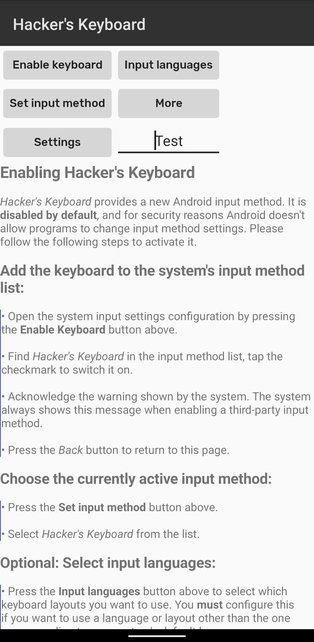 Hacker's Keyboard
Enable keyboard
Input languages
Set input method
More
Settings
Test
Enabling Hacker's Keyboard
Hacker's Keyboard provides a new Android input method. It is
disabled by default, and for security reasons Android doesn't
allow programs to change input method settings. Please
follow the following steps to activate it.
Add the keyboard to the system's input method
list:
• Open the system input settings configuration by pressing
the Enable Keyboard button above.
• Find Hacker's Keyboard in the input method list, tap the
checkmark to switch it on.
• Acknowledge the warning shown by the system. The system
always shows this message when enabling a third-party input
method.
• Press the Back button to return to this page.
Choose the currently active input method:
• Press the Set input method button above.
• Select Hacker's Keyboard from the list.
Optional: Select input languages:
• Press the Input languages button above to select which
keyboard layouts you want to use. You must configure this
if you want to use a language or layout other than the one